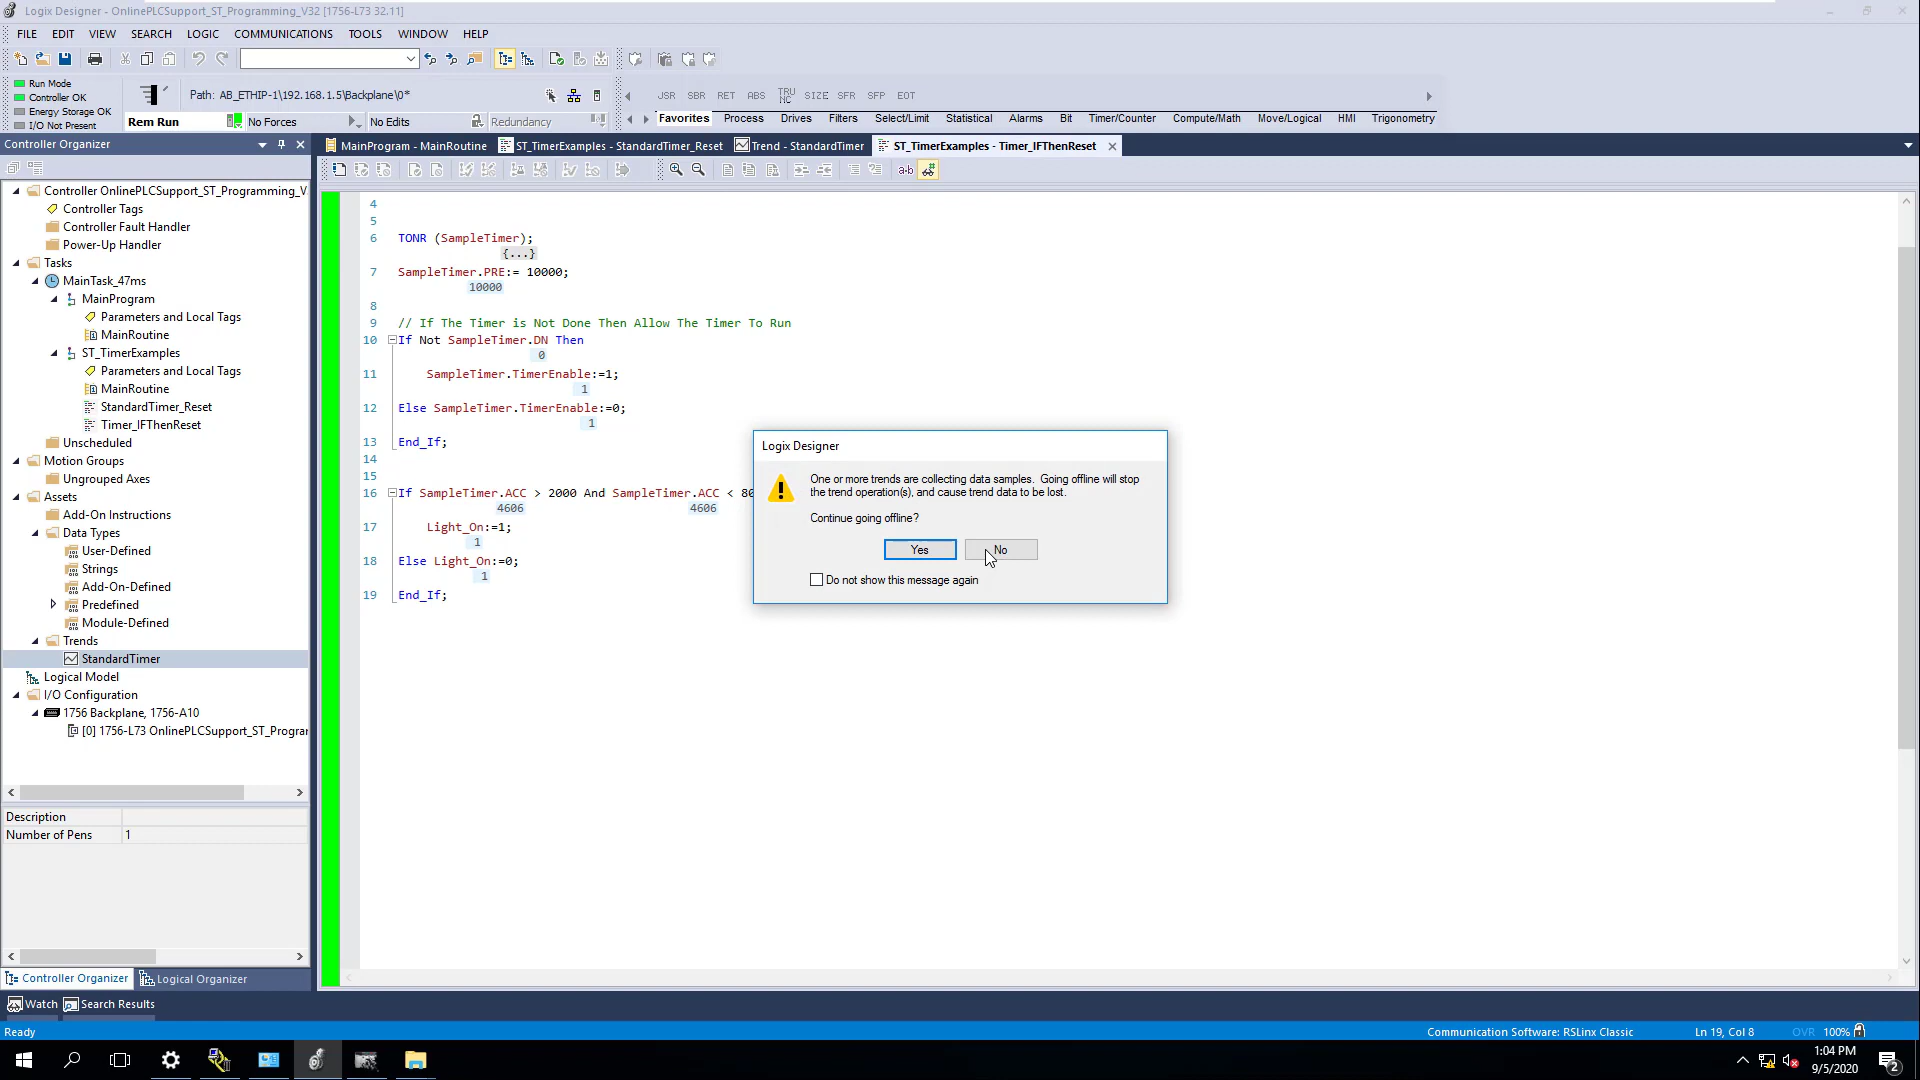 Logix Designer - OnlinePLCSupport_ST_Programming_V32 [1756-L73 32.11]
FILE EDIT VIEW SEARCH LOGIC COMMUNICATIONS TOOLS WINDOW HELP
Run Mode
Controller OK
Energy Storage OK
I/O Not Present
Path: AB_ETHIP-1\192.168.1.5\Backplane\0*
Rem Run No Forces No Edits Redundancy
JSR SBR RET ABS TRUNC SIZE SFR SFP EOT
Favorites Process Drives Filters Select/Limit Statistical Alarms Bit Timer/Counter Compute/Math Move/Logical HMI Trigonometry
Controller Organizer
MainProgram - MainRoutine ST_TimerExamples - StandardTimer_Reset Trend - StandardTimer ST_TimerExamples - Timer_IFThenReset
Controller OnlinePLCSupport_ST_Programming_V
Controller Tags
Controller Fault Handler
Power-Up Handler
Tasks
MainTask_47ms
MainProgram
Parameters and Local Tags
MainRoutine
ST_TimerExamples
Parameters and Local Tags
MainRoutine
StandardTimer_Reset
Timer_IFThenReset
Unscheduled
Motion Groups
Ungrouped Axes
Assets
Add-On Instructions
Data Types
User-Defined
Strings
Add-On-Defined
Predefined
Module-Defined
Trends
StandardTimer
Logical Model
I/O Configuration
1756 Backplane, 1756-A10
[0] 1756-L73 OnlinePLCSupport_ST_Prograr
Description
Number of Pens 1
Controller Organizer Logical Organizer
4
5
6 TONR (SampleTimer);
{...}
7 SampleTimer.PRE:= 10000;
10000
8
9 // If The Timer is Not Done Then Allow The Timer To Run
10 If Not SampleTimer.DN Then
0
11 SampleTimer.TimerEnable:=1;
1
12 Else SampleTimer.TimerEnable:=0;
1
13 End_If;
14
15
16 If SampleTimer.ACC > 2000 And SampleTimer.ACC < 80
4606 4606
17 Light_On:=1;
1
18 Else Light_On:=0;
1
19 End_If;
Logix Designer
One or more trends are collecting data samples. Going offline will stop
the trend operation(s), and cause trend data to be lost.
Continue going offline?
Yes No
Do not show this message again
Watch Search Results
Ready Communication Software: RSLinx Classic Ln 19, Col 8 OVR 100%
1:04 PM
9/5/2020
2